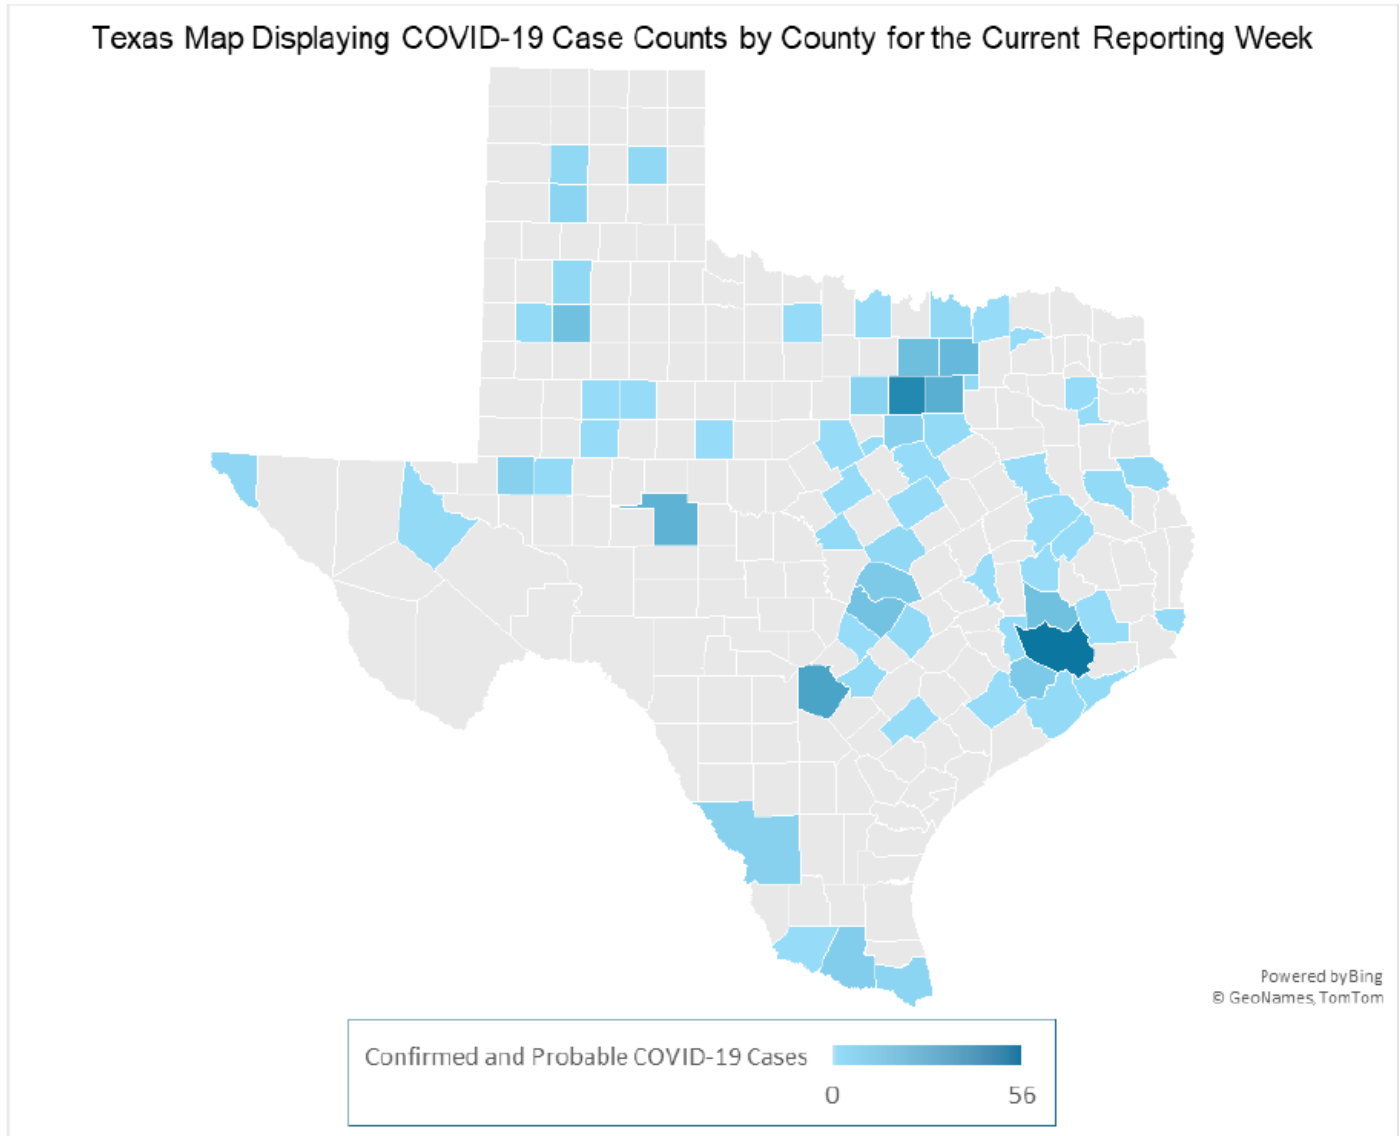 Texas Map Displaying COVID-19 Case Counts by County for the Current Reporting Week
Powered by Bing
© GeoNames, TomTom
Confirmed and Probable COVID-19 Cases
0 56